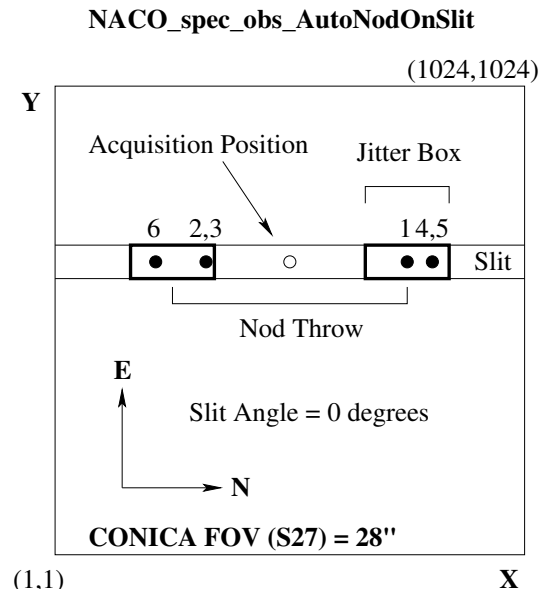 NACO_spec_obs_AutoNodOnSlit
(1024,1024)
Y
Acquisition Position
Jitter Box
6 2,3 1 4,5
Slit
Nod Throw
E
Slit Angle = 0 degrees
N
CONICA FOV (S27) = 28"
(1,1) X